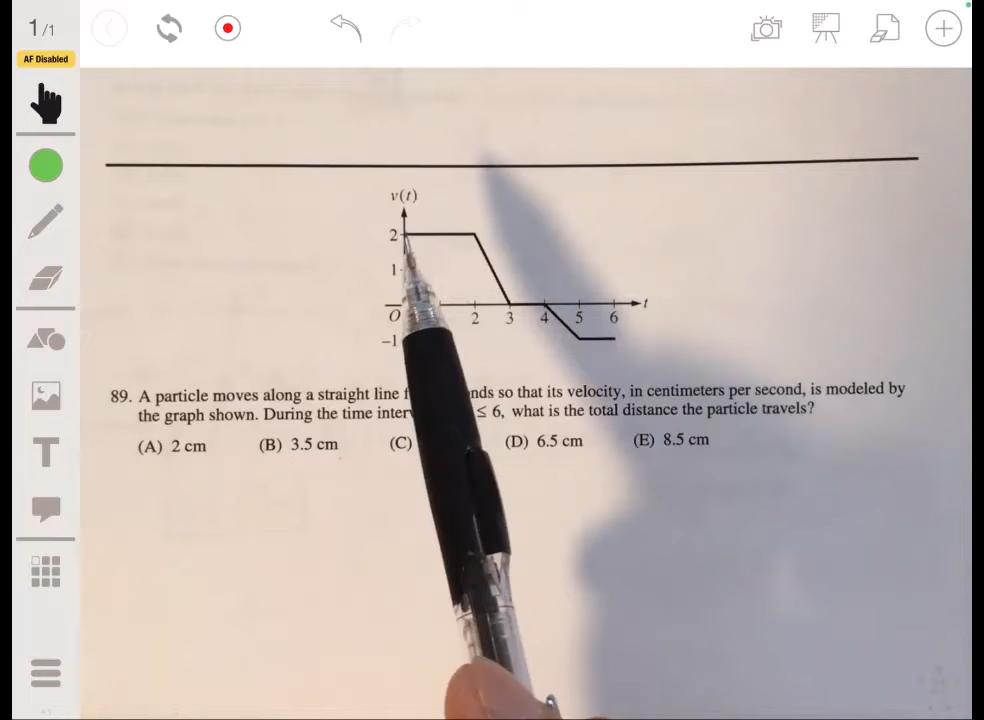 1/1
AF Disabled
v(t)
2
1
O 2 3 4 5 6 t
−1
89. A particle moves along a straight line nds so that its velocity, in centimeters per second, is modeled by
the graph shown. During the time ≤ 6, what is the total distance the particle travels?
(A) 2 cm (B) 3.5 cm (C) (D) 6.5 cm (E) 8.5 cm
T